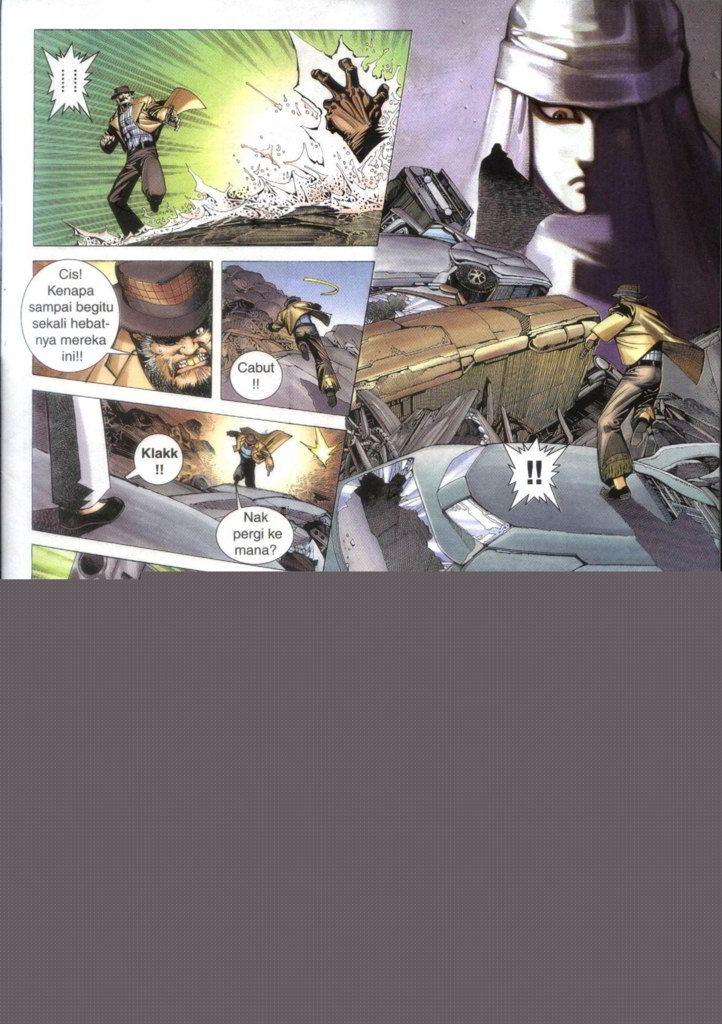 !!
Cis!
Kenapa
sampai begitu
sekali hebat-
nya mereka
ini!!
Cabut
!!
Klakk
!!
Nak
pergi ke
mana?
!!